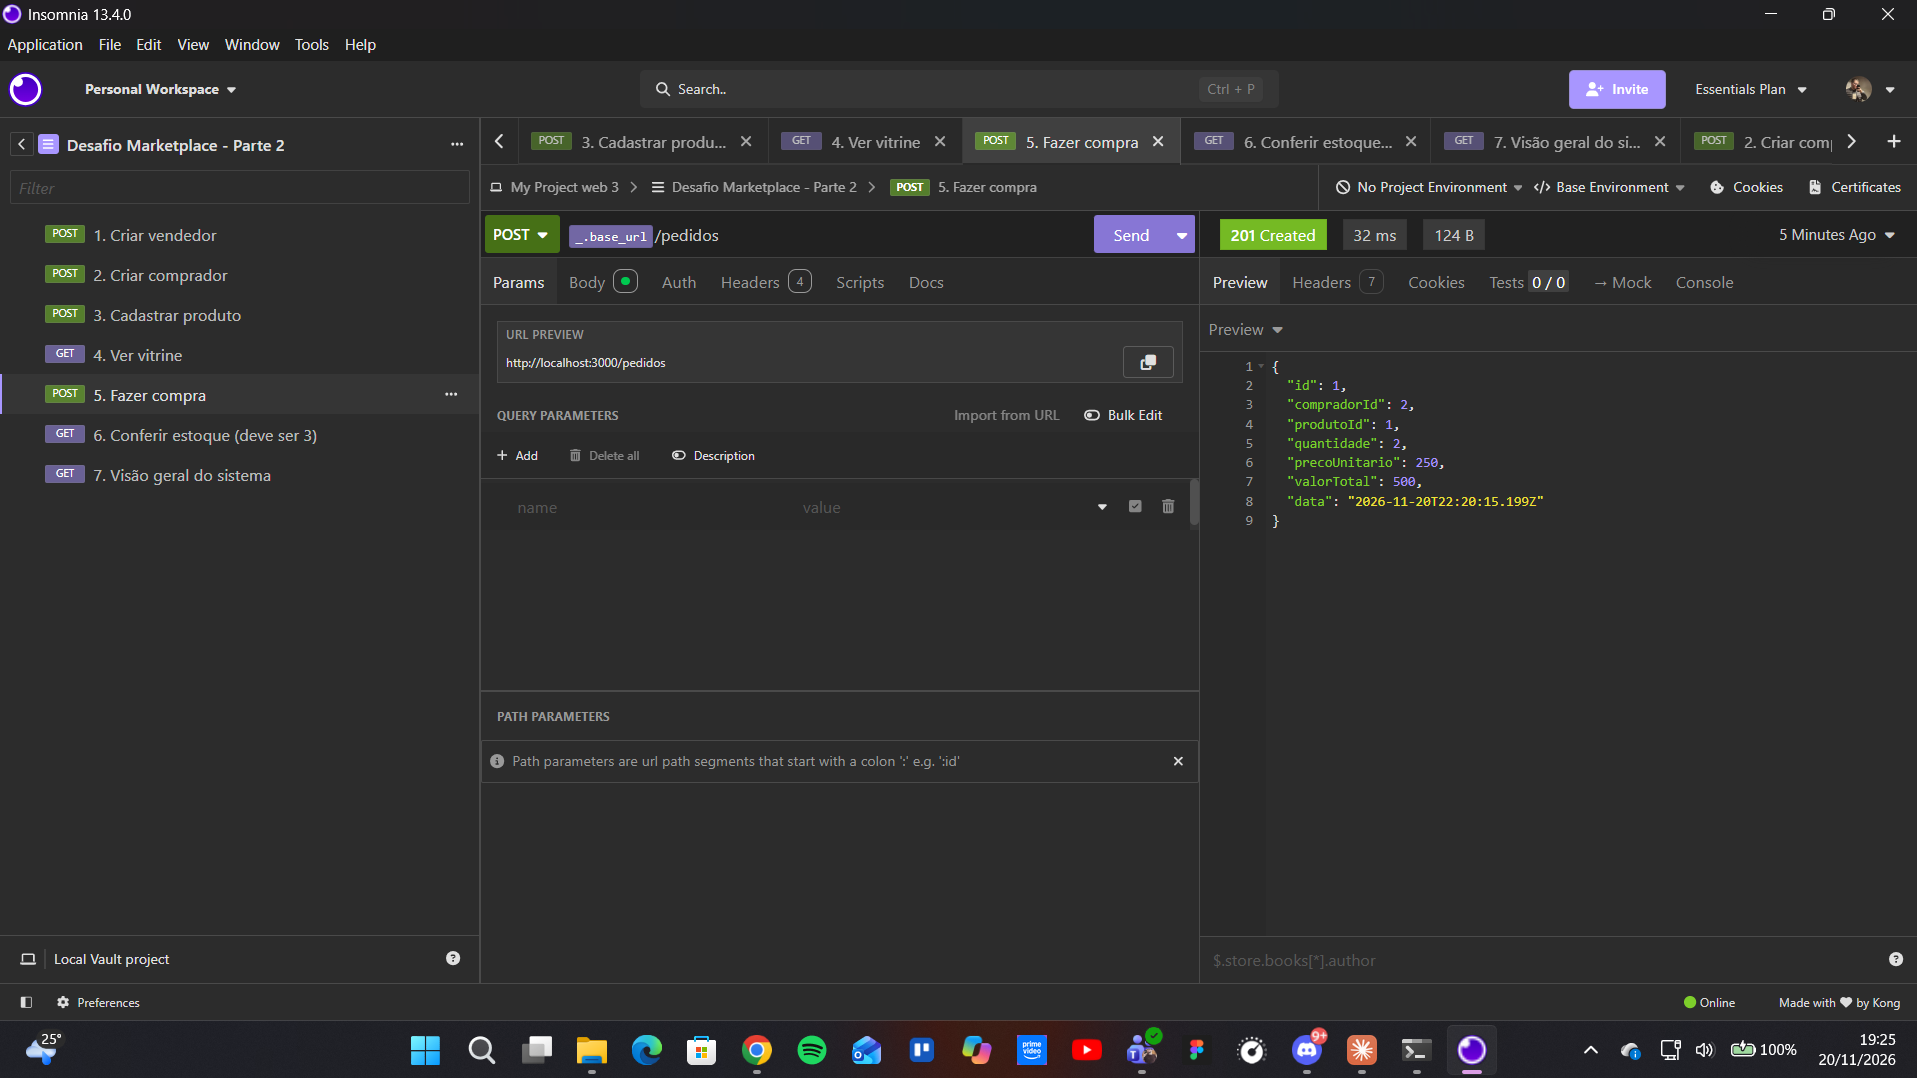 Insomnia 13.4.0
Application File Edit View Window Tools Help
Personal Workspace
Search..
Ctrl + P
Invite
Essentials Plan
Desafio Marketplace - Parte 2
POST 3. Cadastrar produ...
GET 4. Ver vitrine
POST 5. Fazer compra
GET 6. Conferir estoque...
GET 7. Visão geral do si...
POST 2. Criar com
Filter
My Project web 3
Desafio Marketplace - Parte 2
POST 5. Fazer compra
No Project Environment
Base Environment
Cookies
Certificates
POST 1. Criar vendedor
POST 2. Criar comprador
POST 3. Cadastrar produto
GET 4. Ver vitrine
POST 5. Fazer compra
GET 6. Conferir estoque (deve ser 3)
GET 7. Visão geral do sistema
POST _.base_url /pedidos
Send
201 Created
32 ms
124 B
5 Minutes Ago
Params Body Auth Headers 4 Scripts Docs
Preview Headers 7 Cookies Tests 0 / 0 → Mock Console
URL PREVIEW
http://localhost:3000/pedidos
QUERY PARAMETERS
Import from URL
Bulk Edit
+ Add
Delete all
Description
name value
PATH PARAMETERS
Path parameters are url path segments that start with a colon ':' e.g. ':id'
Preview
1 {
2 "id": 1,
3 "compradorId": 2,
4 "produtoId": 1,
5 "quantidade": 2,
6 "precoUnitario": 250,
7 "valorTotal": 500,
8 "data": "2026-11-20T22:20:15.199Z"
9 }
$.store.books[*].author
Local Vault project
Preferences
Online
Made with ❤ by Kong
25°
prime video
9+
100%
19:25
20/11/2026